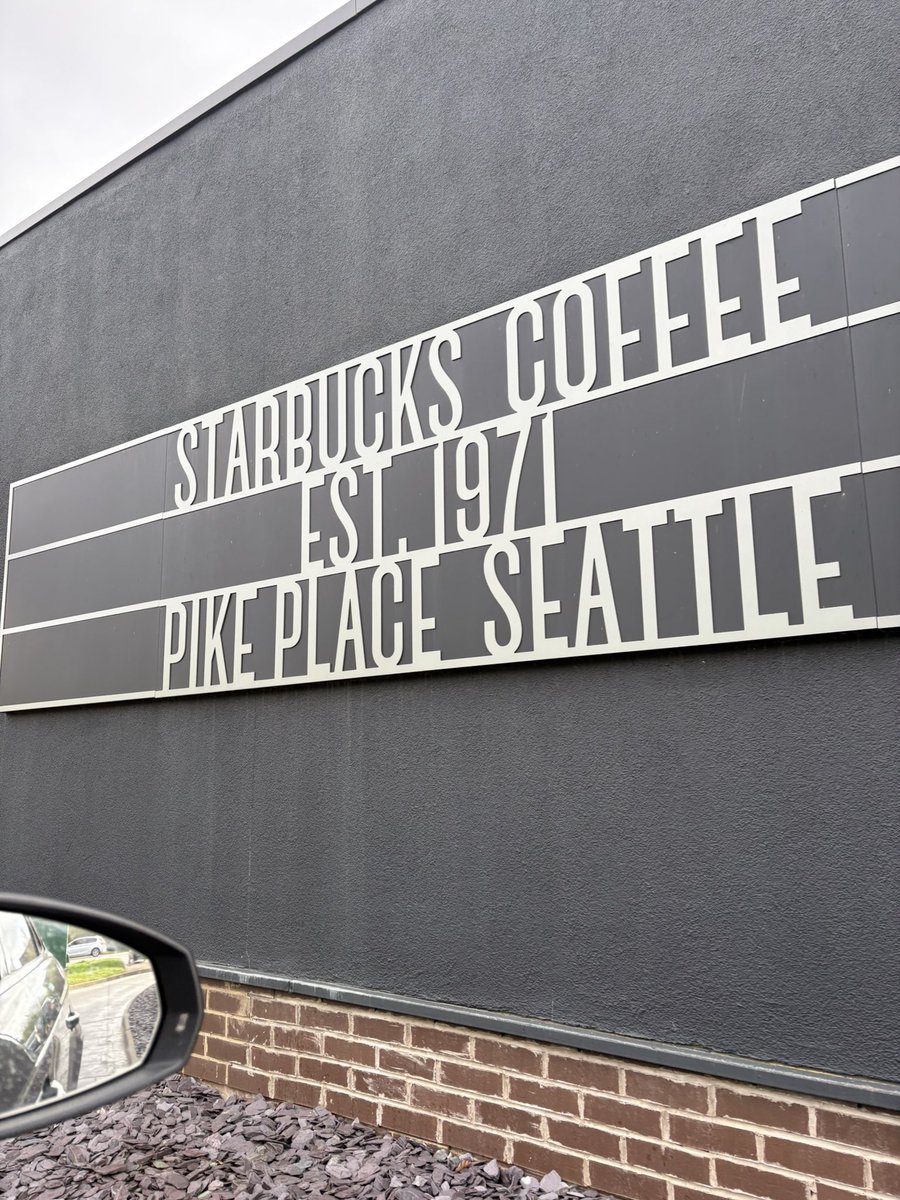 STARBUCKS COFFEE
EST. 1971
PIKE PLACE SEATTLE